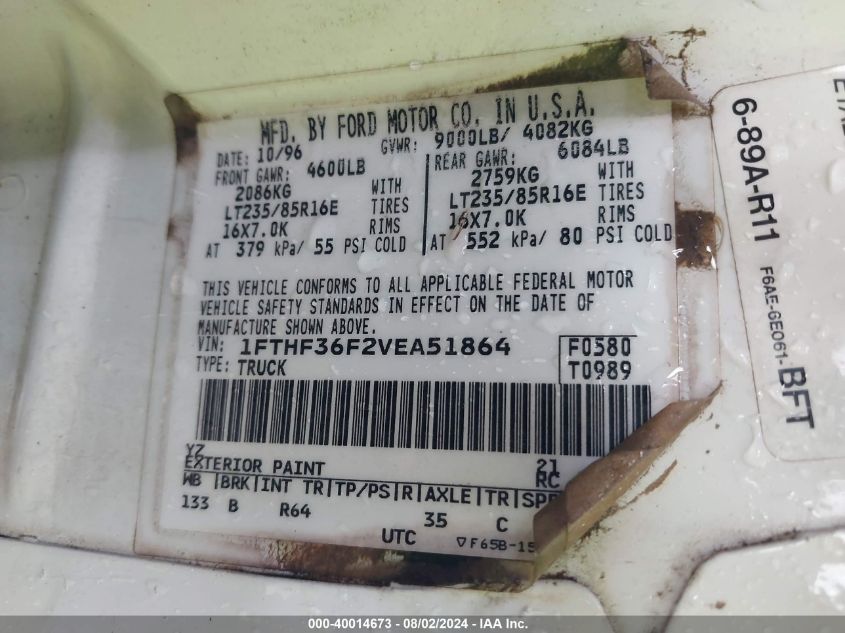 MFD. BY FORD MOTOR CO. IN U.S.A.
DATE: 10/96 GVWR: 9000LB/ 4082KG
FRONT GAWR: 4600LB REAR GAWR: 6084LB
2086KG WITH 2759KG WITH
LT235/85R16E TIRES LT235/85R16E TIRES
16X7.0K RIMS 16X7.0K RIMS
AT 379 kPa/ 55 PSI COLD AT 552 kPa/ 80 PSI COLD
THIS VEHICLE CONFORMS TO ALL APPLICABLE FEDERAL MOTOR
VEHICLE SAFETY STANDARDS IN EFFECT ON THE DATE OF
MANUFACTURE SHOWN ABOVE.
VIN: 1FTHF36F2VEA51864 F0580
TYPE: TRUCK T0989
YZ 21
EXTERIOR PAINT RC
WB |BRK|INT TR|TP/PS|R|AXLE|TR|SPR
133 B R64 35 C
UTC ▽F65B-15
6-89A-R11
F6AE-GE061-BFT
000-40014673 - 08/02/2024 - IAA Inc.